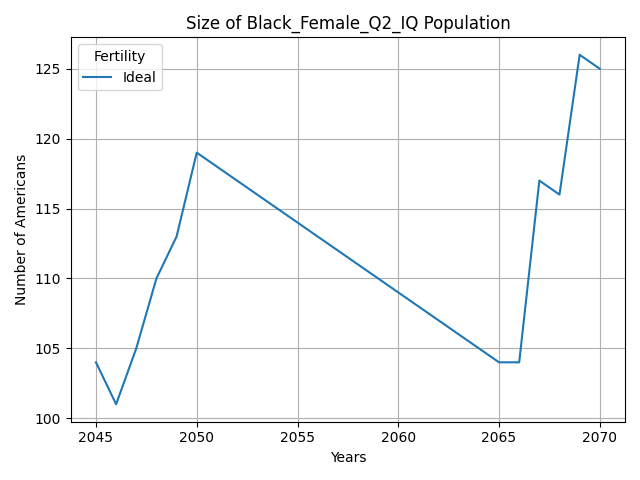 Size of Black_Female_Q2_IQ Population
Fertility
Ideal
125
120
115
110
105
100
Number of Americans
2045 2050 2055 2060 2065 2070
Years